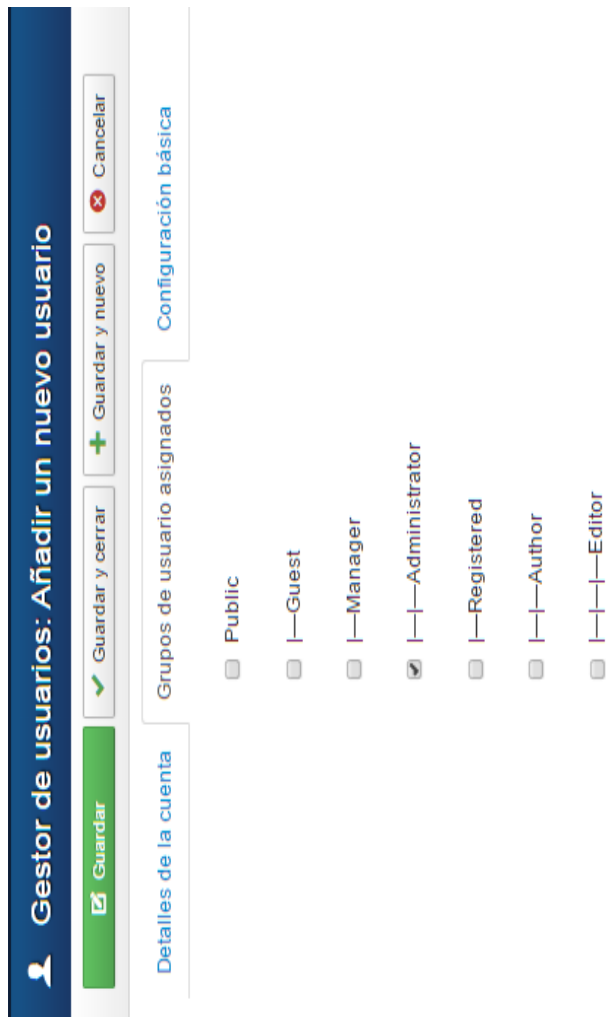 Gestor de usuarios: Añadir un nuevo usuario
Guardar Guardar y cerrar Guardar y nuevo Cancelar
Detalles de la cuenta Grupos de usuario asignados Configuración básica
Public
|—Guest
|—Manager
|—|—Administrator
|—Registered
|—|—Author
|—|—|—Editor